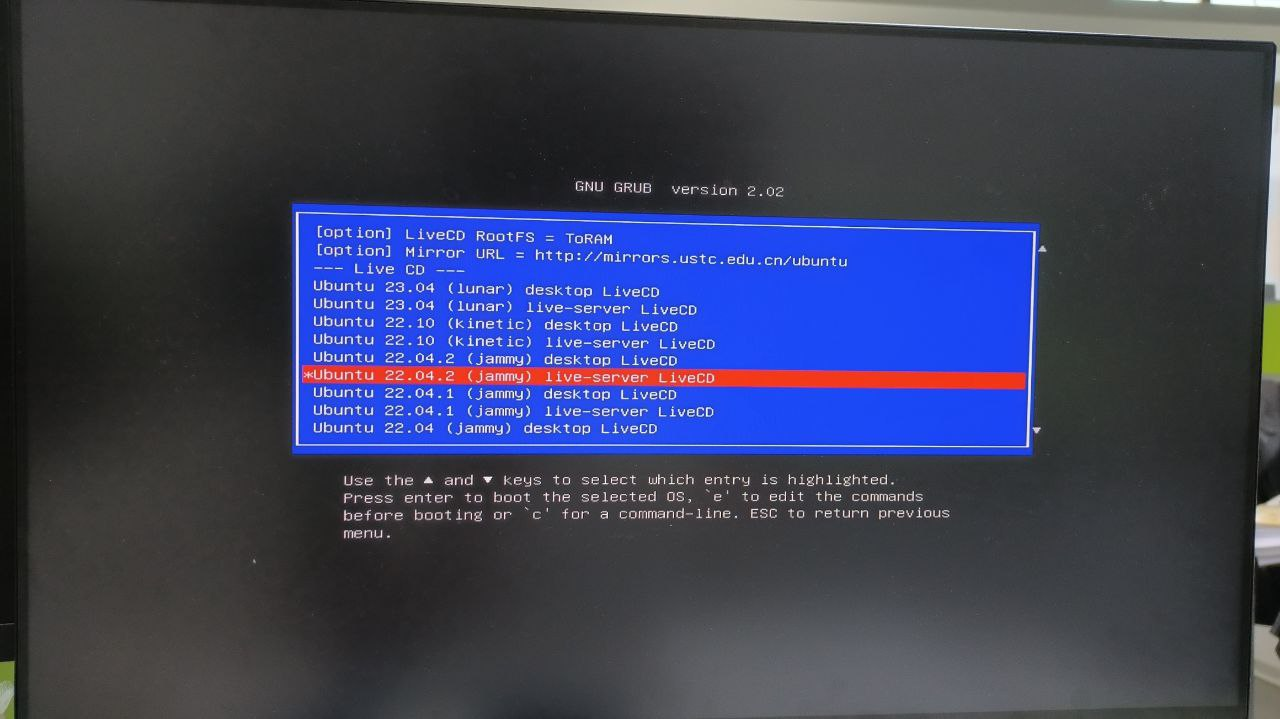 GNU GRUB version 2.02
[option] LiveCD RootFS = ToRAM
[option] Mirror URL = http://mirrors.ustc.edu.cn/ubuntu
--- Live CD ---
Ubuntu 23.04 (lunar) desktop LiveCD
Ubuntu 23.04 (lunar) live-server LiveCD
Ubuntu 22.10 (kinetic) desktop LiveCD
Ubuntu 22.10 (kinetic) live-server LiveCD
Ubuntu 22.04.2 (jammy) desktop LiveCD
*Ubuntu 22.04.2 (jammy) live-server LiveCD
Ubuntu 22.04.1 (jammy) desktop LiveCD
Ubuntu 22.04.1 (jammy) live-server LiveCD
Ubuntu 22.04 (jammy) desktop LiveCD
Use the ▲ and ▼ keys to select which entry is highlighted.
Press enter to boot the selected OS, `e' to edit the commands
before booting or `c' for a command-line. ESC to return previous
menu.